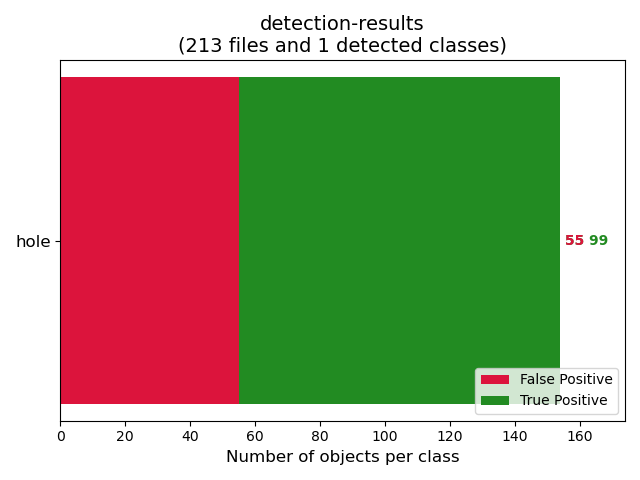 detection-results
(213 files and 1 detected classes)
hole
55 99
False Positive
True Positive
0 20 40 60 80 100 120 140 160
Number of objects per class